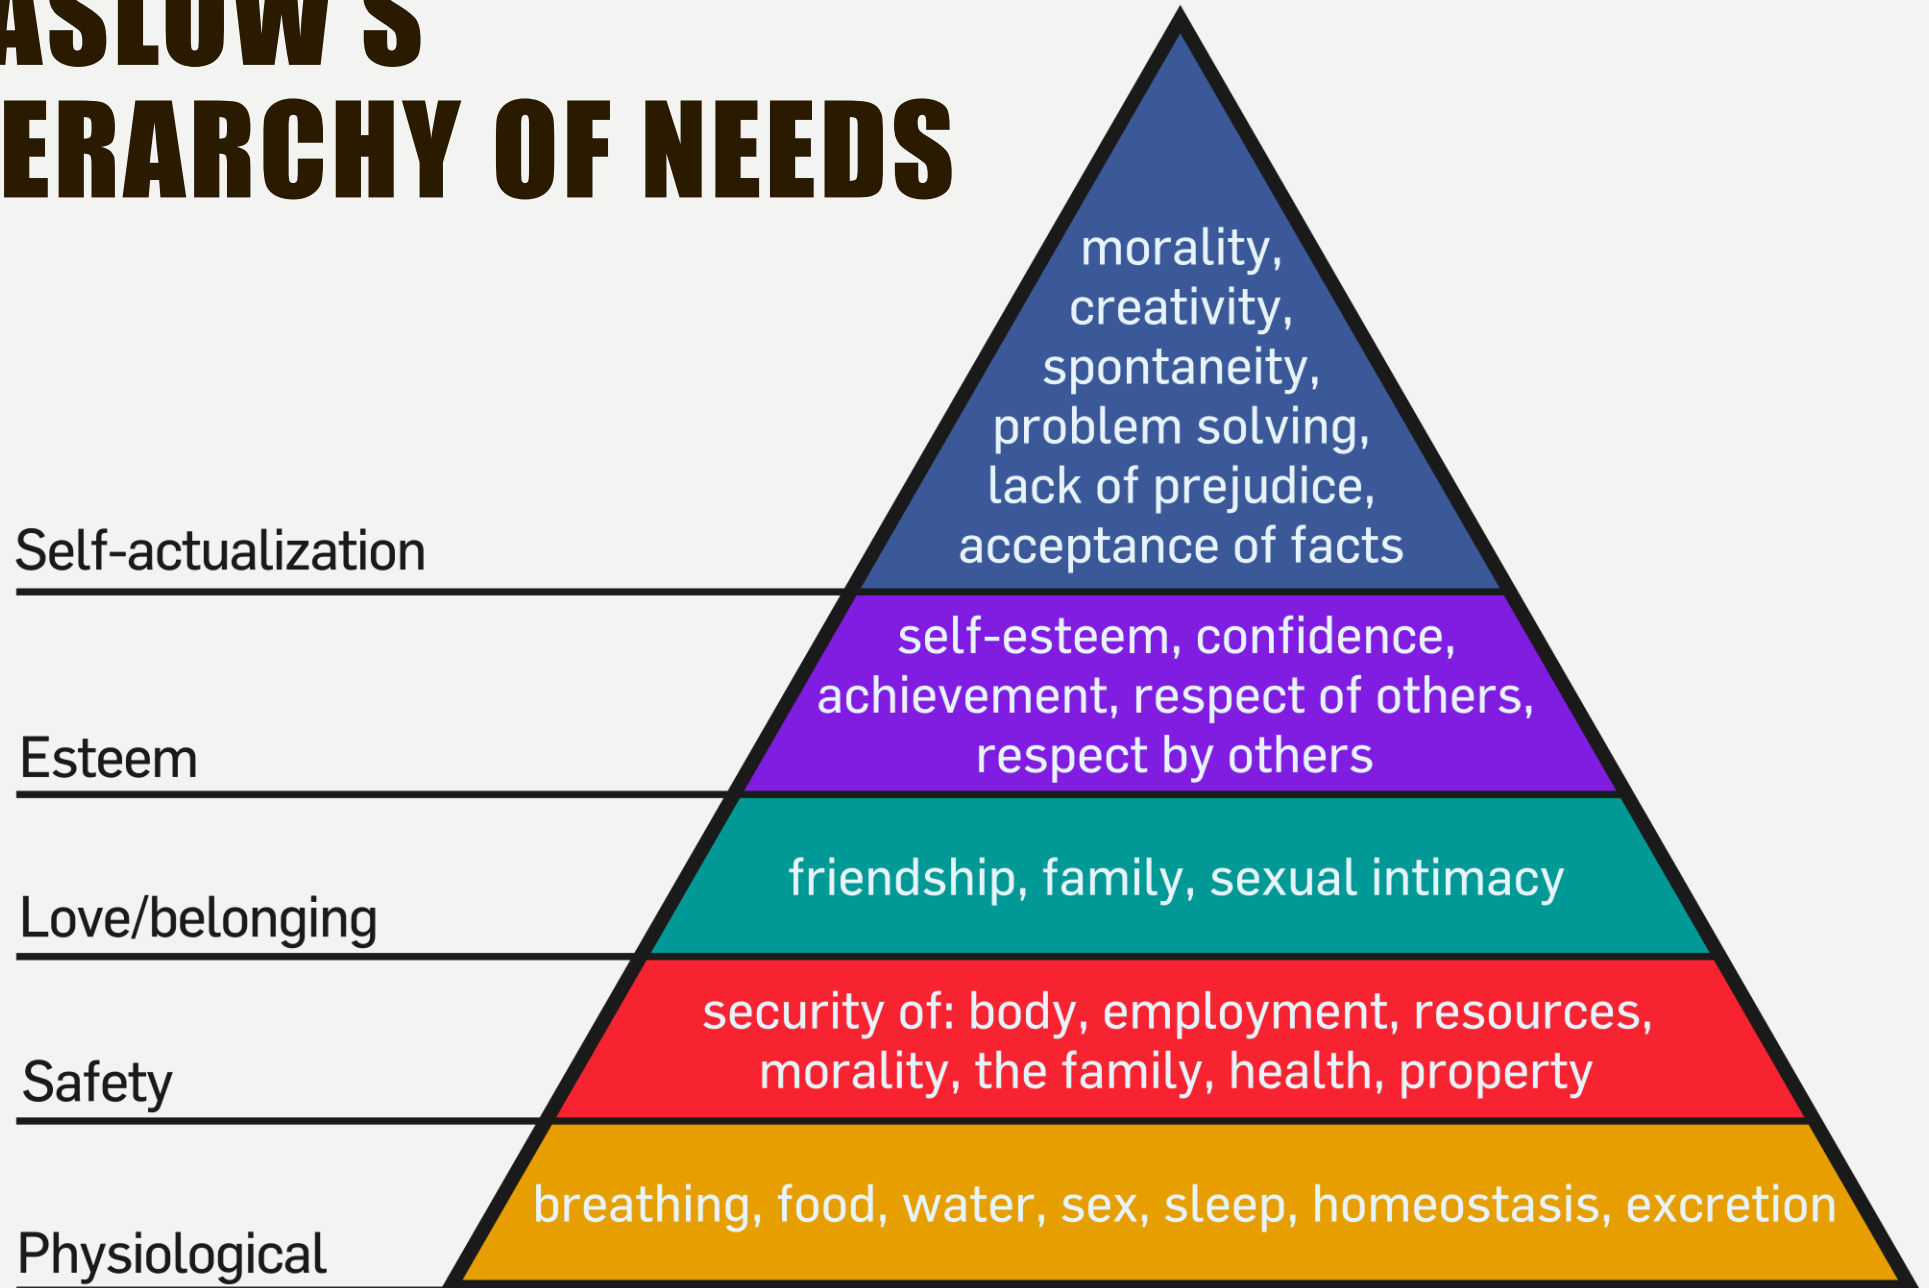 ASLOW'S
ERARCHY OF NEEDS
morality,
creativity,
spontaneity,
problem solving,
lack of prejudice,
acceptance of facts
Self-actualization
self-esteem, confidence,
achievement, respect of others,
respect by others
Esteem
friendship, family, sexual intimacy
Love/belonging
security of: body, employment, resources,
morality, the family, health, property
Safety
breathing, food, water, sex, sleep, homeostasis, excretion
Physiological